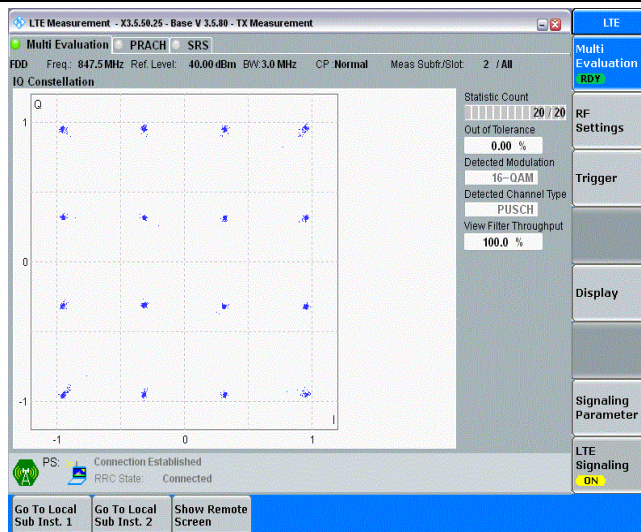 LTE Measurement - X3.5.50.25 - Base V 3.5.80 - TX Measurement
LTE
Multi Evaluation PRACH SRS
Multi
Evaluation
RDY
FDD Freq.: 847.5 MHz Ref. Level: 40.00 dBm BW:3.0 MHz CP :Normal Meas Subfr./Slot: 2 / All
IQ Constellation
Q
1
0
-1
-1 0 1
I
Statistic Count
20 / 20
Out of Tolerance
0.00 %
Detected Modulation
16-QAM
Detected Channel Type
PUSCH
View Filter Throughput
100.0 %
RF
Settings
Trigger
Display
Signaling
Parameter
LTE
Signaling
ON
PS: Connection Established
RRC State: Connected
Go To Local
Sub Inst. 1
Go To Local
Sub Inst. 2
Show Remote
Screen